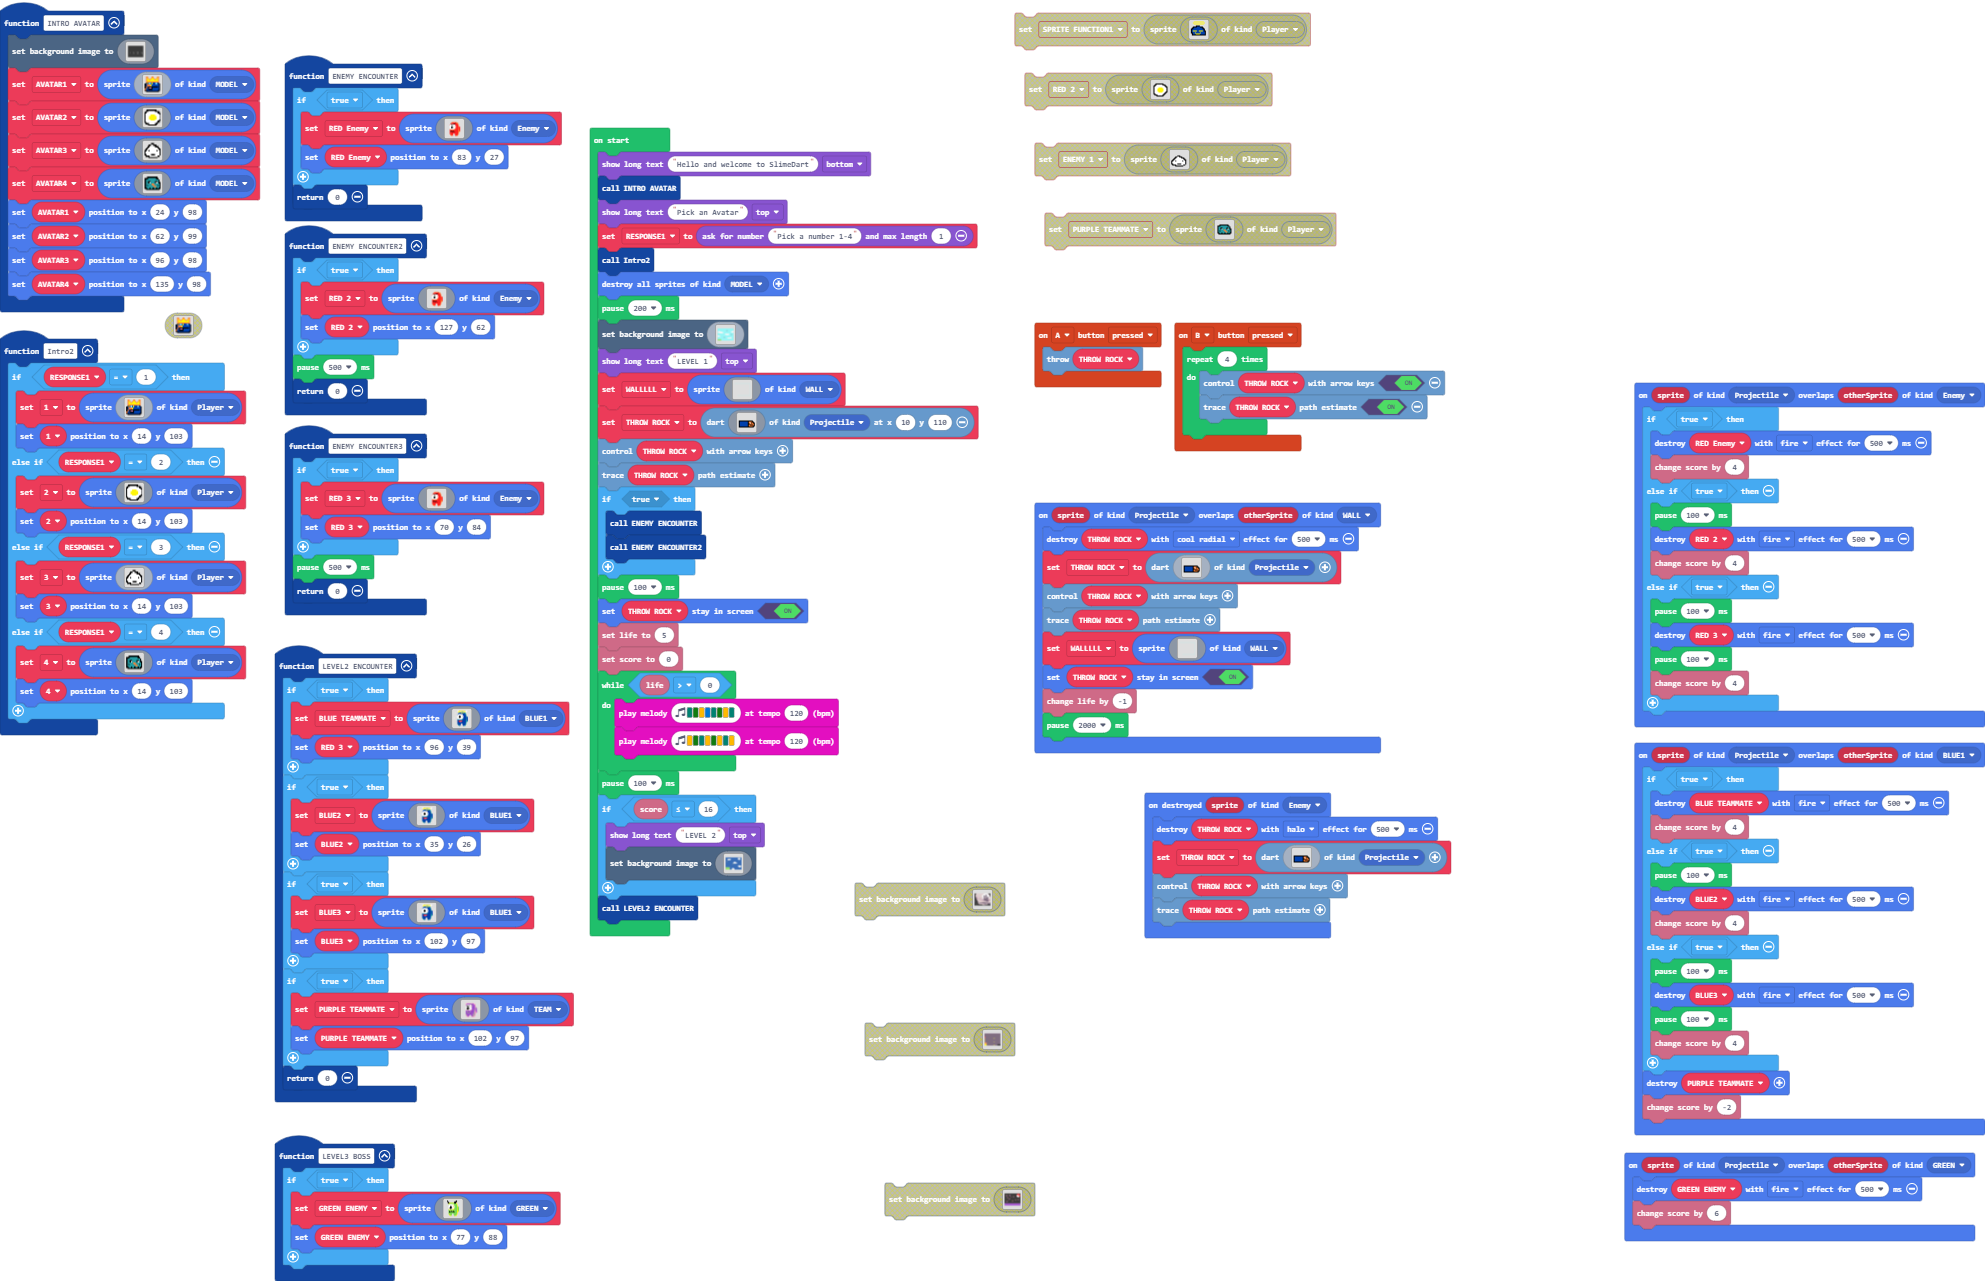 function INTRO AVATAR
set background image to
set AVATAR1 to sprite of kind MODEL
set AVATAR2 to sprite of kind MODEL
set AVATAR3 to sprite of kind MODEL
set AVATAR4 to sprite of kind MODEL
set AVATAR1 position to x 24 y 98
set AVATAR2 position to x 62 y 99
set AVATAR3 position to x 96 y 98
set AVATAR4 position to x 135 y 98
function Intro2
if RESPONSE1 = 1 then
set 1 to sprite of kind Player
set 1 position to x 14 y 103
else if RESPONSE1 = 2 then
set 2 to sprite of kind Player
set 2 position to x 14 y 103
else if RESPONSE1 = 3 then
set 3 to sprite of kind Player
set 3 position to x 14 y 103
else if RESPONSE1 = 4 then
set 4 to sprite of kind Player
set 4 position to x 14 y 103
function ENEMY ENCOUNTER
if true then
set RED Enemy to sprite of kind Enemy
set RED Enemy position to x 83 y 27
return 0
function ENEMY ENCOUNTER2
if true then
set RED 2 to sprite of kind Enemy
set RED 2 position to x 127 y 62
pause 500 ms
return 0
function ENEMY ENCOUNTER3
if true then
set RED 3 to sprite of kind Enemy
set RED 3 position to x 70 y 84
pause 500 ms
return 0
function LEVEL2 ENCOUNTER
if true then
set BLUE TEAMMATE to sprite of kind BLUE1
set RED 3 position to x 96 y 39
if true then
set BLUE2 to sprite of kind BLUE1
set BLUE2 position to x 35 y 26
if true then
set BLUE3 to sprite of kind BLUE1
set BLUE3 position to x 102 y 97
if true then
set PURPLE TEAMMATE to sprite of kind TEAM
set PURPLE TEAMMATE position to x 102 y 97
return 0
function LEVEL3 BOSS
if true then
set GREEN ENEMY to sprite of kind GREEN
set GREEN ENEMY position to x 77 y 88
on start
show long text "Hello and welcome to SlimeDart" bottom
call INTRO AVATAR
show long text "Pick an Avatar" top
set RESPONSE1 to ask for number "Pick a number 1-4" and max length 1
call Intro2
destroy all sprites of kind MODEL
pause 200 ms
set background image to
show long text "LEVEL 1" top
set WALLLLL to sprite of kind WALL
set THROW ROCK to dart of kind Projectile at x 10 y 110
control THROW ROCK with arrow keys
trace THROW ROCK path estimate
if true then
call ENEMY ENCOUNTER
call ENEMY ENCOUNTER2
pause 100 ms
set THROW ROCK stay in screen ON
set life to 5
set score to 0
while life > 0
do play melody at tempo 120 (bpm)
play melody at tempo 120 (bpm)
pause 100 ms
if score ≤ 16 then
show long text "LEVEL 2" top
set background image to
call LEVEL2 ENCOUNTER
set background image to
set background image to
set background image to
set SPRITE FUNCTION1 to sprite of kind Player
set RED 2 to sprite of kind Player
set ENEMY 1 to sprite of kind Player
set PURPLE TEAMMATE to sprite of kind Player
on A button pressed
throw THROW ROCK
on B button pressed
repeat 4 times
do control THROW ROCK with arrow keys ON
trace THROW ROCK path estimate ON
on sprite of kind Projectile overlaps otherSprite of kind WALL
destroy THROW ROCK with cool radial effect for 500 ms
set THROW ROCK to dart of kind Projectile
control THROW ROCK with arrow keys
trace THROW ROCK path estimate
set WALLLLL to sprite of kind WALL
set THROW ROCK stay in screen ON
change life by -1
pause 2000 ms
on destroyed sprite of kind Enemy
destroy THROW ROCK with halo effect for 500 ms
set THROW ROCK to dart of kind Projectile
control THROW ROCK with arrow keys
trace THROW ROCK path estimate
on sprite of kind Projectile overlaps otherSprite of kind Enemy
if true then
destroy RED Enemy with fire effect for 500 ms
change score by 4
else if true then
pause 100 ms
destroy RED 2 with fire effect for 500 ms
change score by 4
else if true then
pause 100 ms
destroy RED 3 with fire effect for 500 ms
pause 100 ms
change score by 4
on sprite of kind Projectile overlaps otherSprite of kind BLUE1
if true then
destroy BLUE TEAMMATE with fire effect for 500 ms
change score by 4
else if true then
pause 100 ms
destroy BLUE2 with fire effect for 500 ms
change score by 4
else if true then
pause 100 ms
destroy BLUE3 with fire effect for 500 ms
pause 100 ms
change score by 4
destroy PURPLE TEAMMATE
change score by -2
on sprite of kind Projectile overlaps otherSprite of kind GREEN
destroy GREEN ENEMY with fire effect for 500 ms
change score by 6